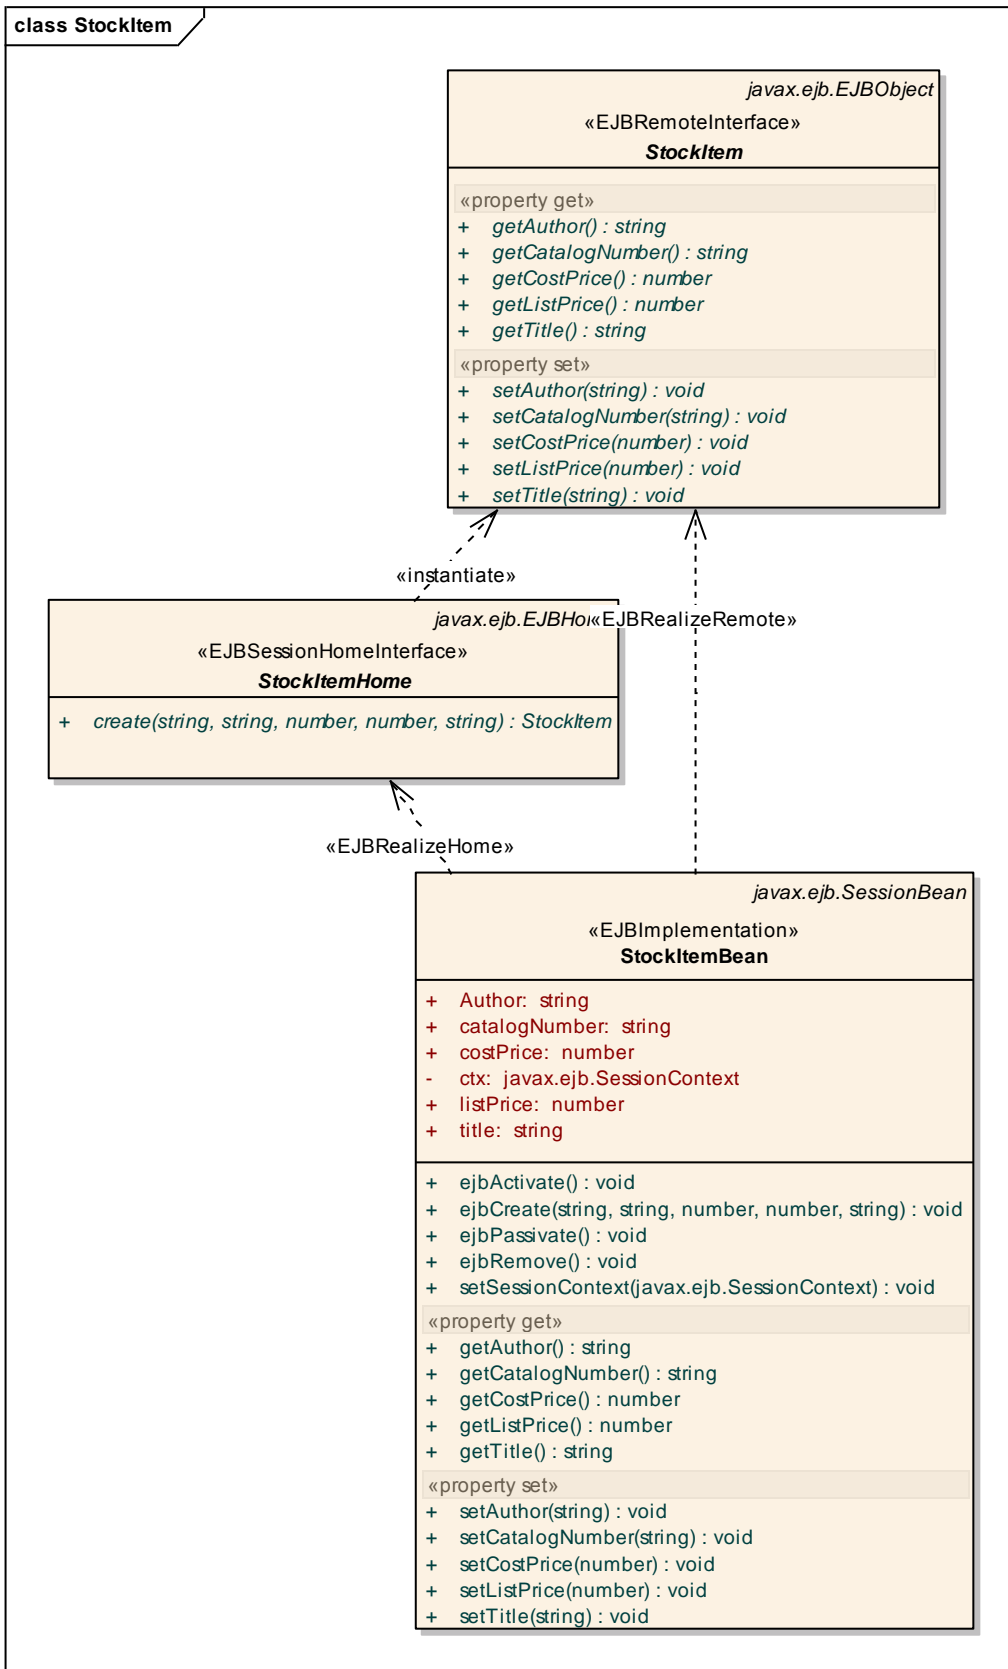 class StockItem
javax.ejb.EJBObject
«EJBRemoteInterface»
StockItem
«property get»
+ getAuthor() : string
+ getCatalogNumber() : string
+ getCostPrice() : number
+ getListPrice() : number
+ getTitle() : string
«property set»
+ setAuthor(string) : void
+ setCatalogNumber(string) : void
+ setCostPrice(number) : void
+ setListPrice(number) : void
+ setTitle(string) : void
«instantiate»
«EJBRealizeRemote»
«EJBSessionHomeInterface»
StockItemHome
+ create(string, string, number, number, string) : StockItem
«EJBRealizeHome»
javax.ejb.SessionBean
«EJBImplementation»
StockItemBean
+ Author: string
+ catalogNumber: string
+ costPrice: number
- ctx: javax.ejb.SessionContext
+ listPrice: number
+ title: string
+ ejbActivate() : void
+ ejbCreate(string, string, number, number, string) : void
+ ejbPassivate() : void
+ ejbRemove() : void
+ setSessionContext(javax.ejb.SessionContext) : void
«property get»
+ getAuthor() : string
+ getCatalogNumber() : string
+ getCostPrice() : number
+ getListPrice() : number
+ getTitle() : string
«property set»
+ setAuthor(string) : void
+ setCatalogNumber(string) : void
+ setCostPrice(number) : void
+ setListPrice(number) : void
+ setTitle(string) : void